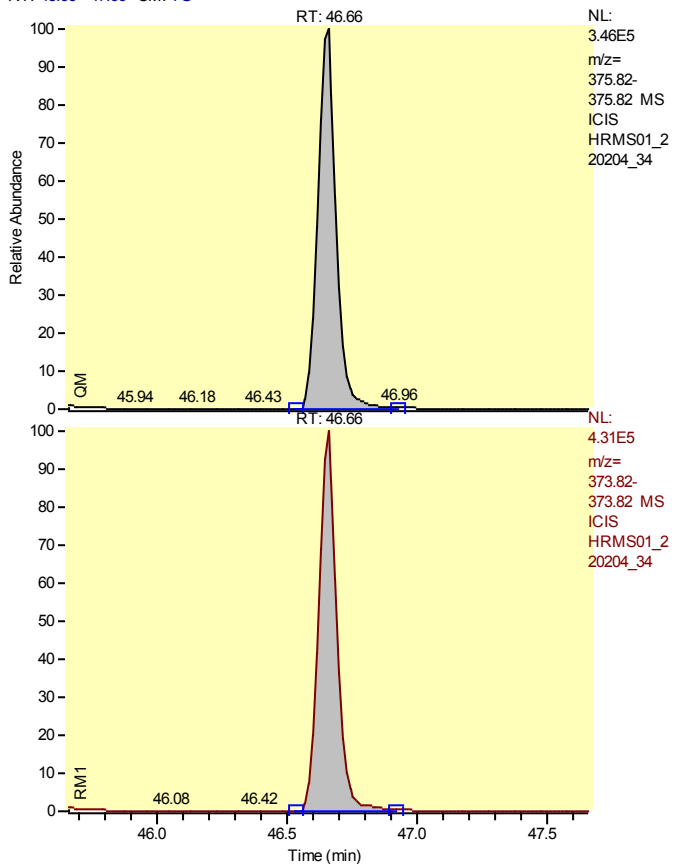 RT: 46.66
NL:
3.46E5
m/z=
375.82-
375.82 MS
ICIS
HRMS01_2
20204_34
100
90
80
70
60
50
40
30
20
10
0
Relative Abundance
QM
45.94 46.18 46.43 46.96
RT: 46.66
NL:
4.31E5
m/z=
373.82-
373.82 MS
ICIS
HRMS01_2
20204_34
100
90
80
70
60
50
40
30
20
10
0
RM1
46.08 46.42
46.0 46.5 47.0 47.5
Time (min)